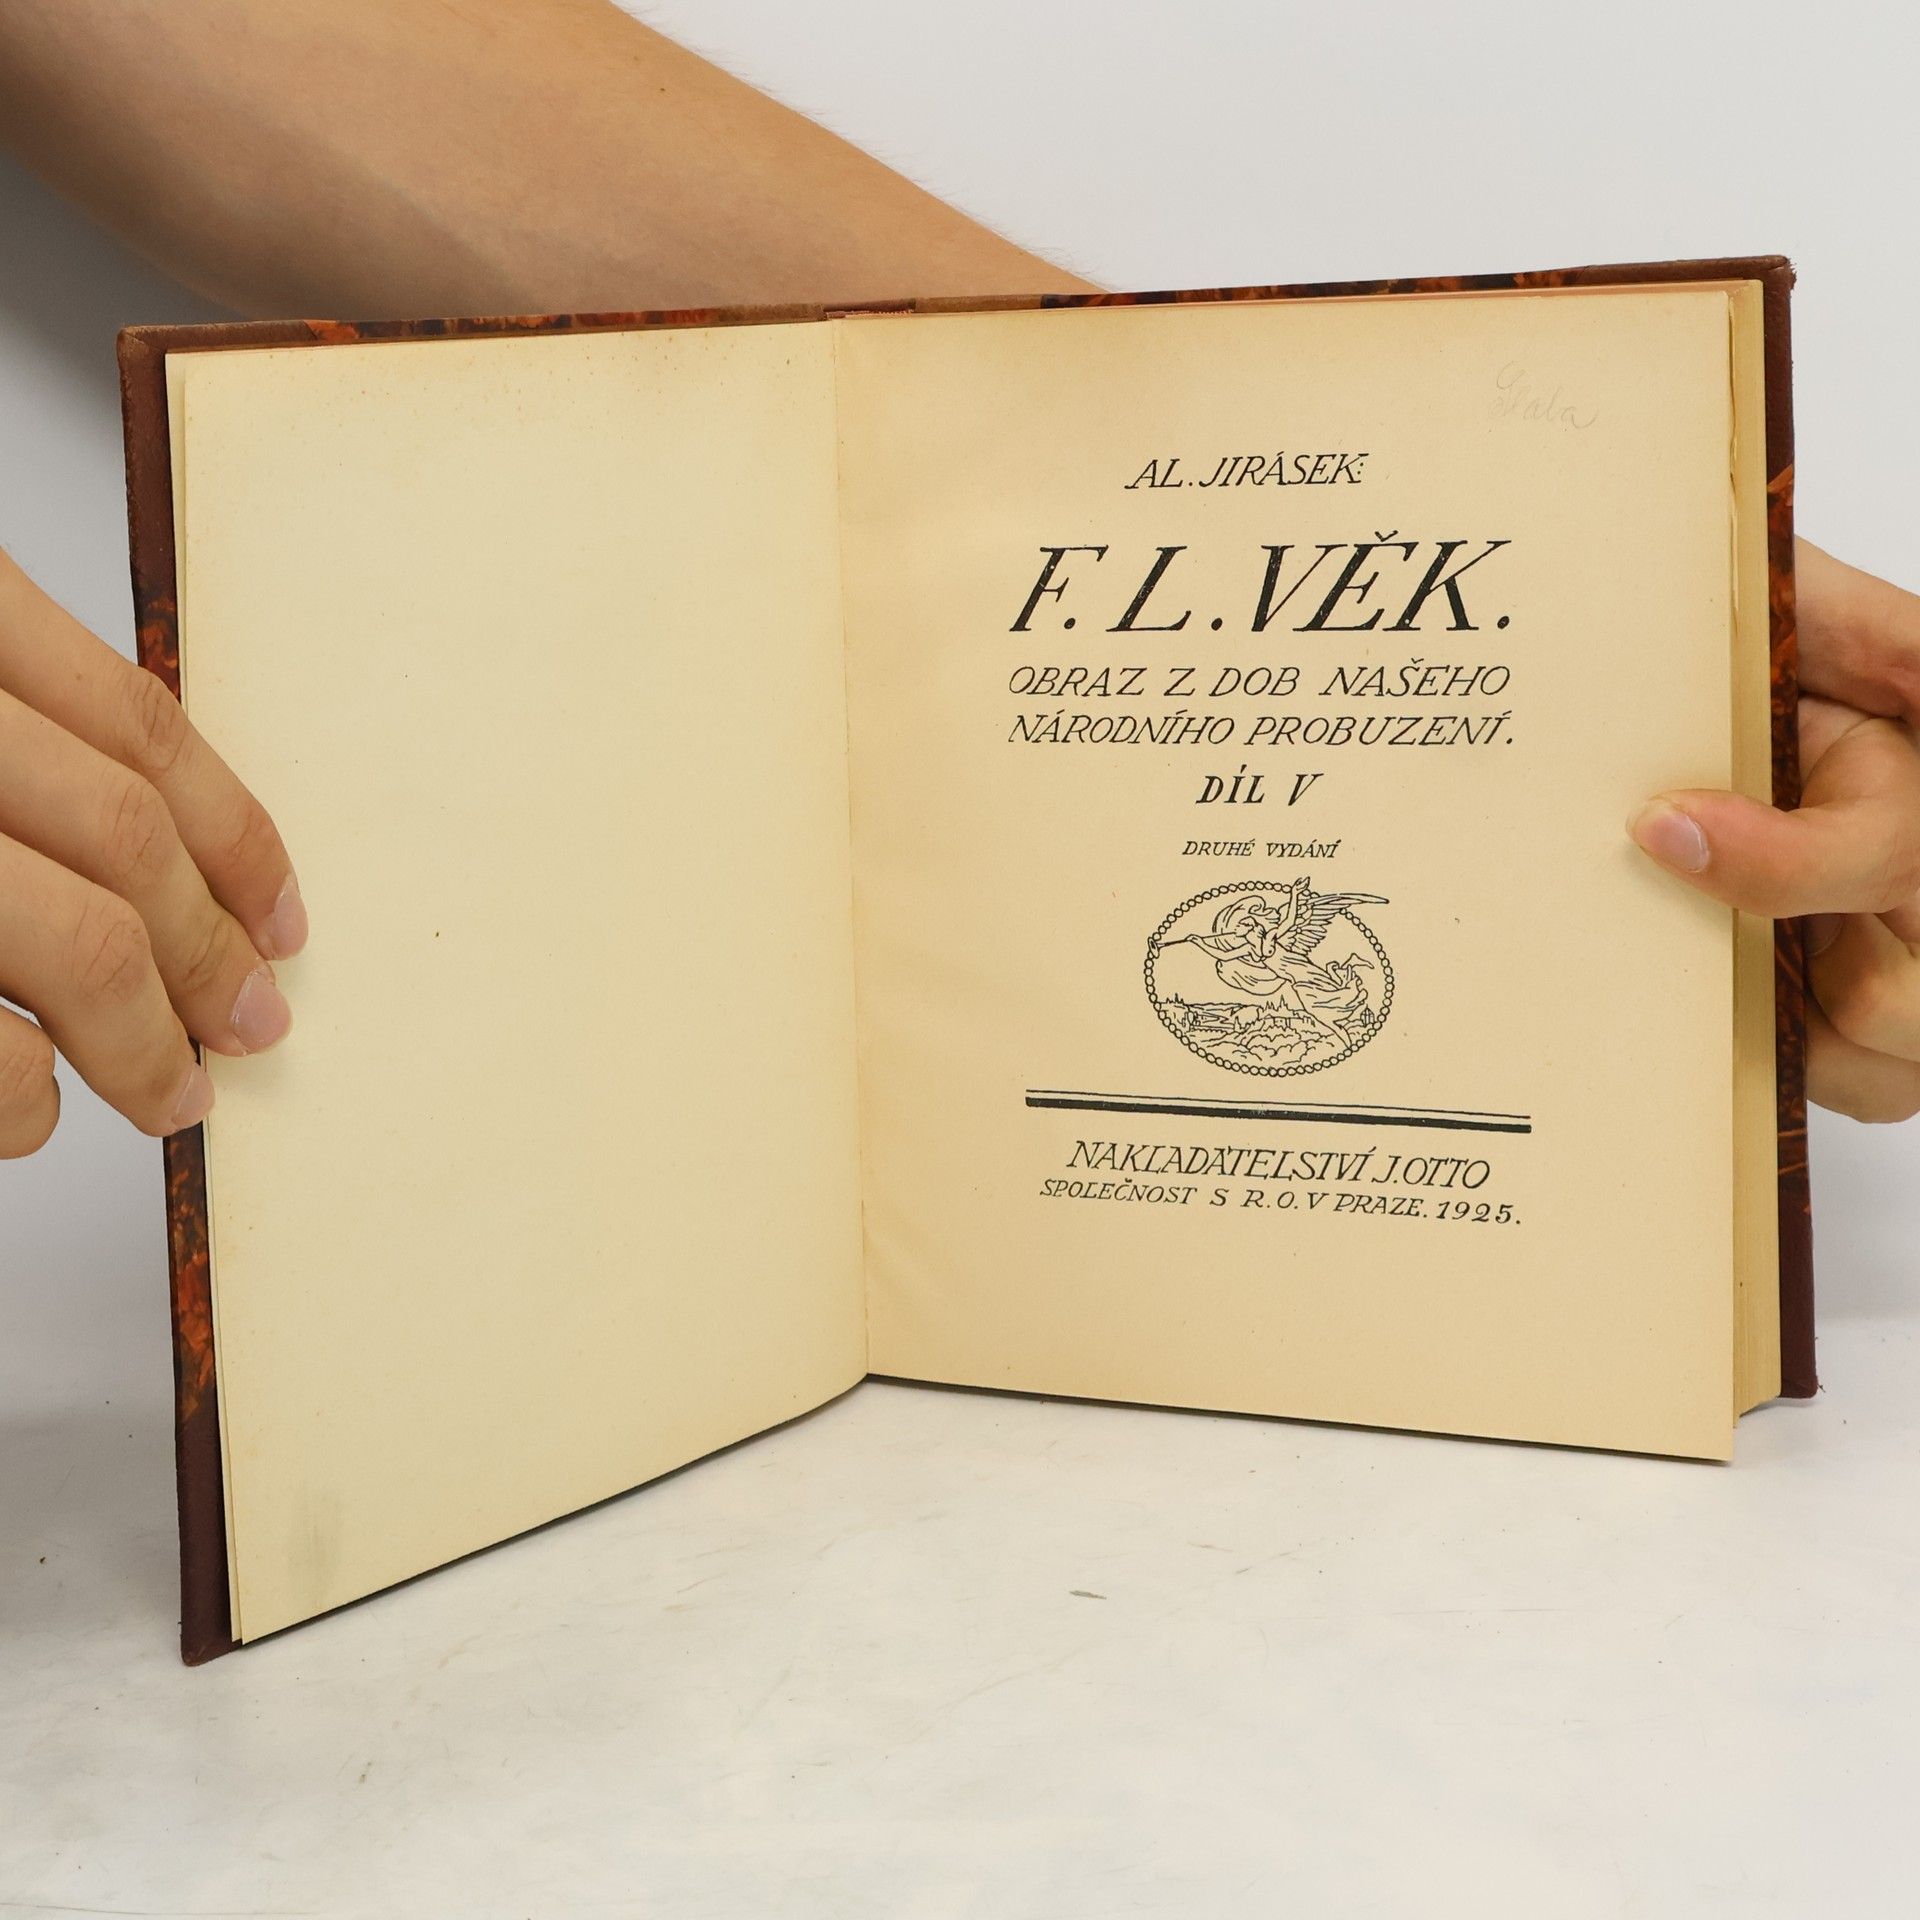 AL. JIRÁSEK:
F. L. VĚK.
OBRAZ Z DOB NAŠEHO
NÁRODNÍHO PROBUZENÍ.
DÍL V
DRUHÉ VYDÁNÍ
NAKLADATELSTVÍ J. OTTO
SPOLEČNOST S R. O. V PRAZE. 1925.